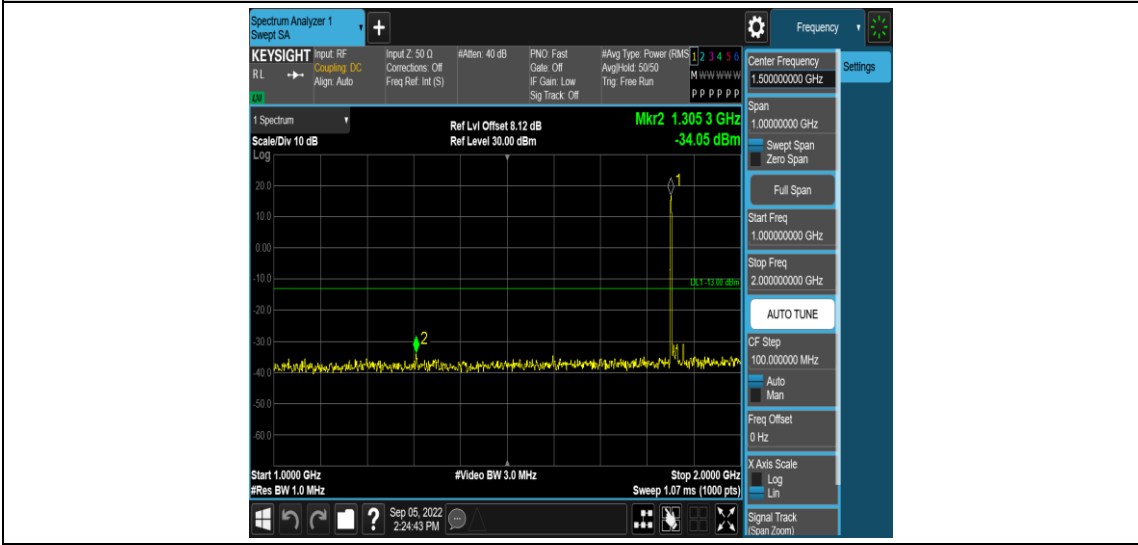 Spectrum Analyzer 1
Swept SA
+
Frequency
KEYSIGHT
RL
LM
Input: RF
Coupling: DC
Align: Auto
Input Z: 50 Ω
Corrections: Off
Freq Ref: Int (S)
#Atten: 40 dB
PNO: Fast
Gate: Off
IF Gain: Low
Sig Track: Off
#Avg Type: Power (RMS
Avg|Hold: 50/50
Trig: Free Run
1 2 3 4 5 6
M W W W W W
P P P P P P
1 Spectrum
Scale/Div 10 dB
Log
Ref Lvl Offset 8.12 dB
Ref Level 30.00 dBm
Mkr2 1.305 3 GHz
-34.05 dBm
20.0
10.0
0.00
-10.0
-20.0
-30.0
-40.0
-50.0
-60.0
1
DL1 -13.00 dBm
2
Start 1.0000 GHz
#Res BW 1.0 MHz
#Video BW 3.0 MHz
Stop 2.0000 GHz
Sweep 1.07 ms (1000 pts)
Center Frequency
1.500000000 GHz
Settings
Span
1.00000000 GHz
Swept Span
Zero Span
Full Span
Start Freq
1.000000000 GHz
Stop Freq
2.000000000 GHz
AUTO TUNE
CF Step
100.000000 MHz
Auto
Man
Freq Offset
0 Hz
X Axis Scale
Log
Lin
Signal Track
(Span Zoom)
?
Sep 05, 2022
2:24:43 PM